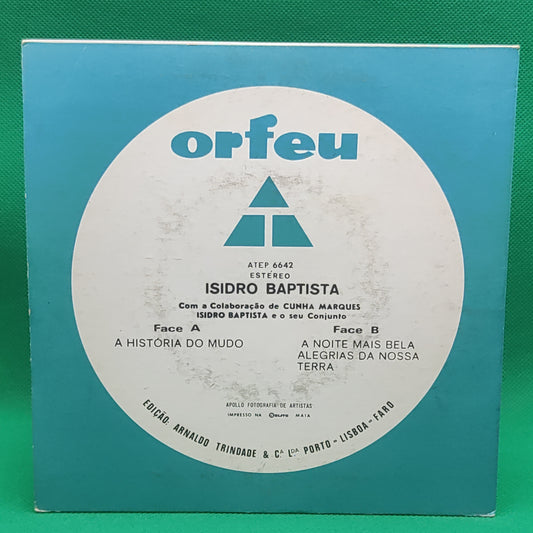 orfeu
ATEP 6642
ESTÉREO
ISIDRO BAPTISTA
Com a Colaboração de CUNHA MARQUES
ISIDRO BAPTISTA e o seu Conjunto
Face A
A HISTÓRIA DO MUDO
Face B
A NOITE MAIS BELA
ALEGRIAS DA NOSSA
TERRA
APOLLO FOTOGRAFIA DE ARTISTAS
IMPRESSO NA MAIA
EDIÇÃO: ARNALDO TRINDADE & Cª Lda PORTO - LISBOA - FARO